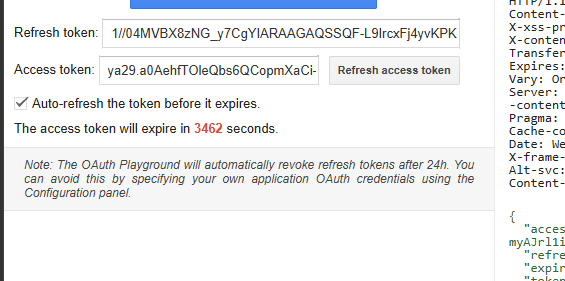 Refresh token: 1//04MVBX8zNG_y7CgYIARAAGAQSSQF-L9IrcxFj4yvKPK
Access token: ya29.a0AehfTOleQbs6QCopmXaCi- Refresh access token
Auto-refresh the token before it expires.
The access token will expire in 3462 seconds.
Note: The OAuth Playground will automatically revoke refresh tokens after 24h. You
can avoid this by specifying your own application OAuth credentials using the
Configuration panel.
Content-
X-xss-pr
X-conten
Transfer
Expires:
Vary: Or
Server:
-content
Pragma:
Cache-co
Date: We
X-frame-
Alt-svc:
Content-
{
"acces
myAJrl1i
"refre
"expir